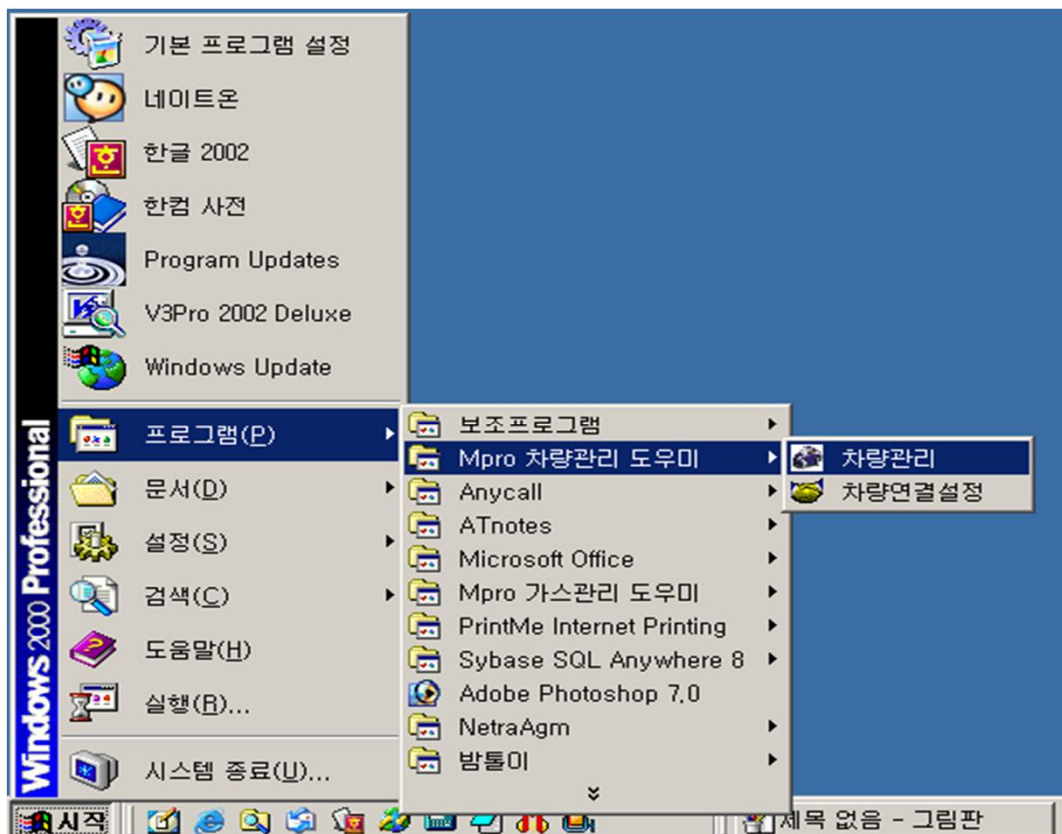 기본 프로그램 설정
네이트온
한글 2002
한컴 사전
Program Updates
V3Pro 2002 Deluxe
Windows Update
Windows 2000 Professional
프로그램(P)
문서(D)
설정(S)
검색(C)
도움말(H)
실행(R)...
시스템 종료(U)...
보조프로그램
Mpro 차량관리 도우미
Anycall
ATnotes
Microsoft Office
Mpro 가스관리 도우미
PrintMe Internet Printing
Sybase SQL Anywhere 8
Adobe Photoshop 7.0
NetraAgm
밤톨이
차량관리
차량연결설정
시작
제목 없음 - 그림판